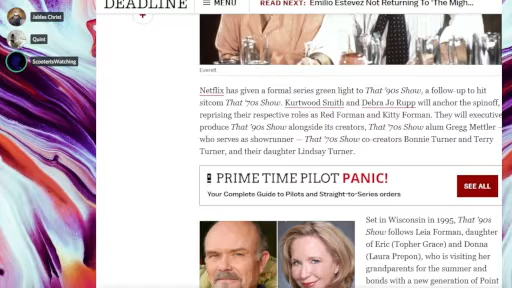 DEADLINE
MENU
READ NEXT: Emilio Estevez Not Returning To 'The Migh...
Jables Christ
Quint
ScootertsWatching
Everett
Netflix has given a formal series green light to That '90s Show, a follow-up to hit
sitcom That '70s Show. Kurtwood Smith and Debra Jo Rupp will anchor the spinoff,
reprising their respective roles as Red Forman and Kitty Forman. They will executive
produce That '90s Show alongside its creators, That '70s Show alum Gregg Mettler —
who serves as showrunner — That '70s Show co-creators Bonnie Turner and Terry
Turner, and their daughter Lindsay Turner.
PRIME TIME PILOT PANIC!
Your Complete Guide to Pilots and Straight-to-Series orders
SEE ALL
Set in Wisconsin in 1995, That '90s
Show follows Leia Forman, daughter
of Eric (Topher Grace) and Donna
(Laura Prepon), who is visiting her
grandparents for the summer and
bonds with a new generation of Point